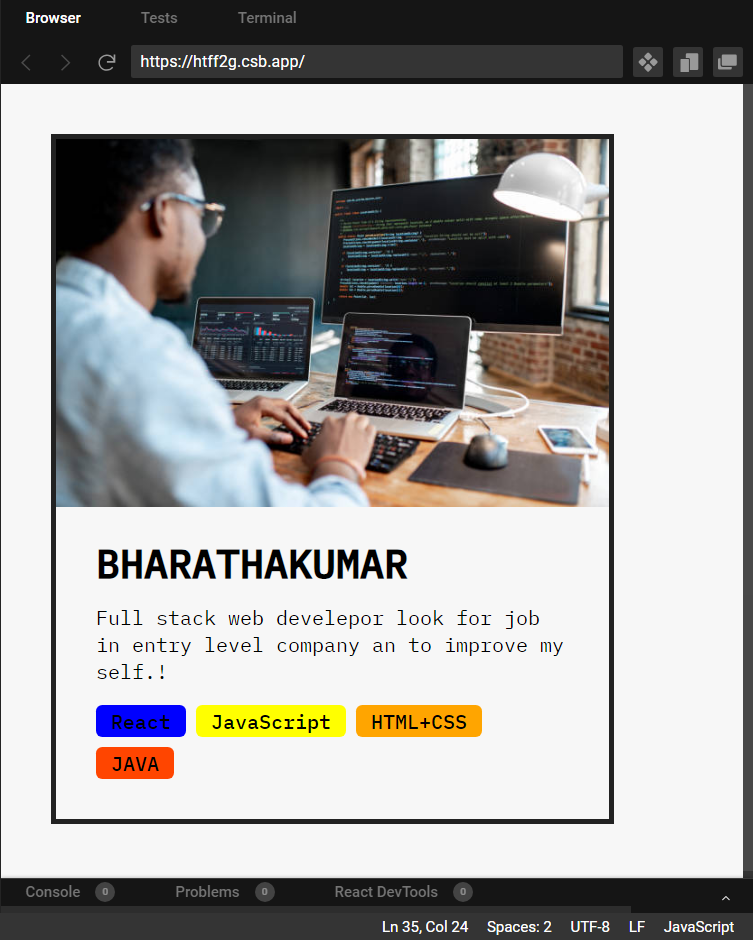 Browser Tests Terminal
https://htff2g.csb.app/
BHARATHAKUMAR
Full stack web develepor look for job
in entry level company an to improve my
self.!
React JavaScript HTML+CSS
JAVA
Console 0 Problems 0 React DevTools 0
Ln 35, Col 24 Spaces: 2 UTF-8 LF JavaScript